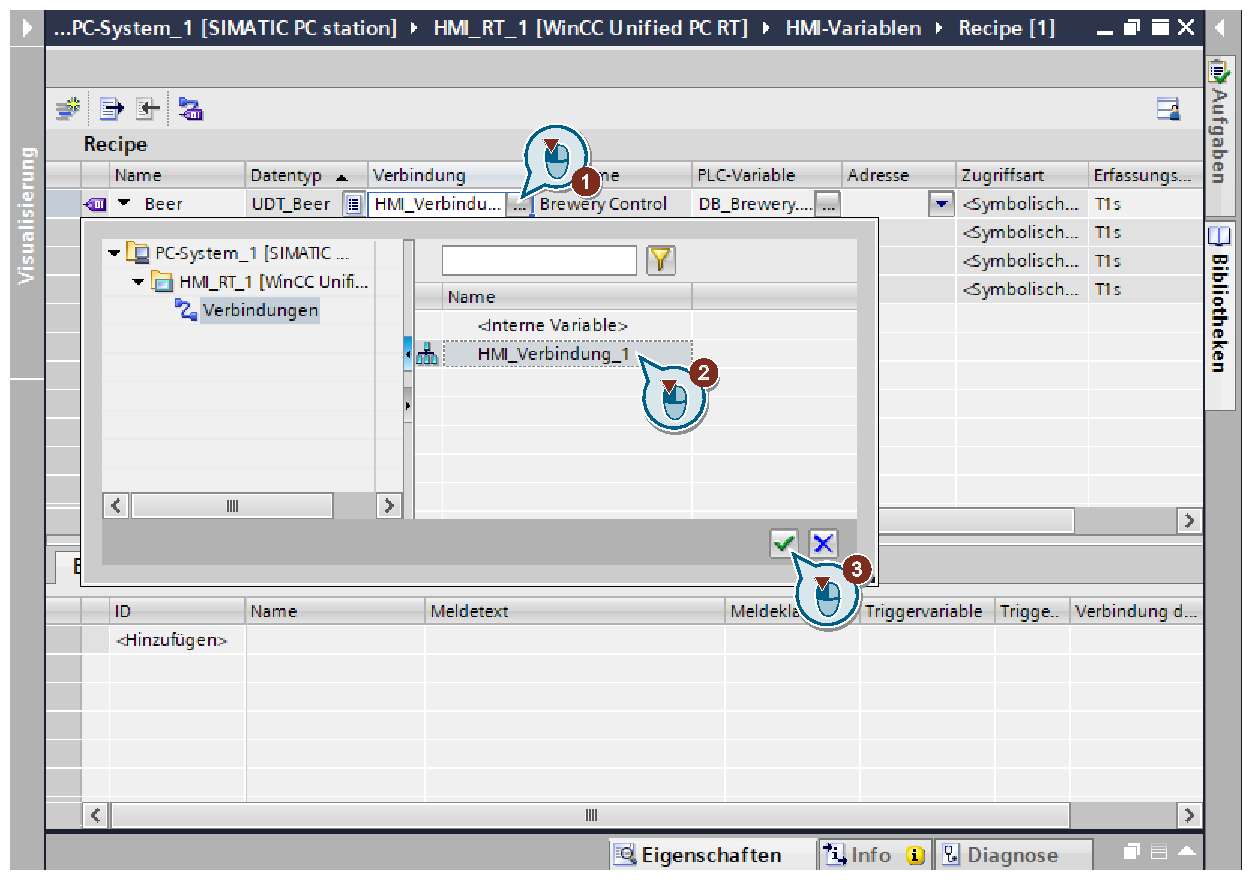 ...PC-System_1 [SIMATIC PC station] HMI_RT_1 [WinCC Unified PC RT] HMI-Variablen Recipe [1]
Visualisierung
Aufgaben
Bibliotheken
Recipe
Name Datentyp Verbindung me PLC-Variable Adresse Zugriffsart Erfassungs...
1
Beer UDT_Beer HMI_Verbindu... ... Brewery Control DB_Brewery.... ... <Symbolisch... T1s
<Symbolisch... T1s
<Symbolisch... T1s
<Symbolisch... T1s
PC-System_1 [SIMATIC ...
HMI_RT_1 [WinCC Unifi...
Verbindungen
Name
<Interne Variable>
HMI_Verbindung_1
2
3
E
ID Name Meldetext Meldekla Triggervariable Trigge.. Verbindung d...
<Hinzufügen>
Eigenschaften Info Diagnose